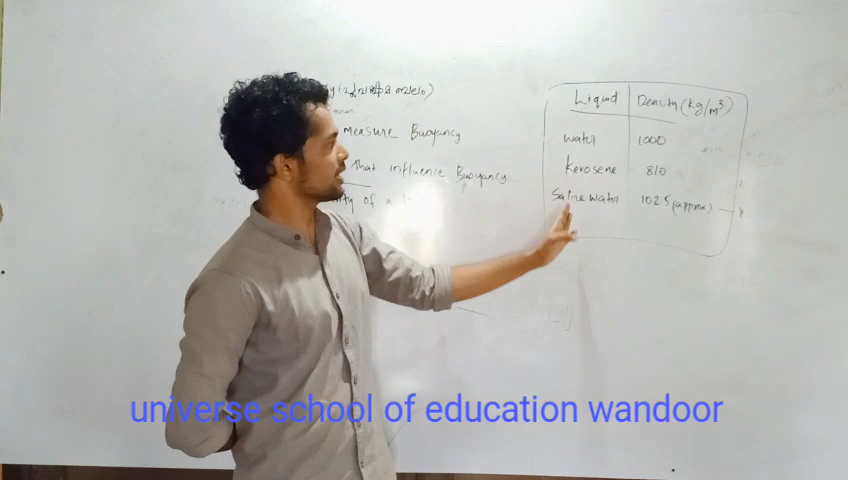 measure Buoyancy
that influence Buoyancy
of a
Liquid Density (kg/m³)
water 1000
Kerosene 810
Saline water 1025 (approx)
universe school of education wandoor